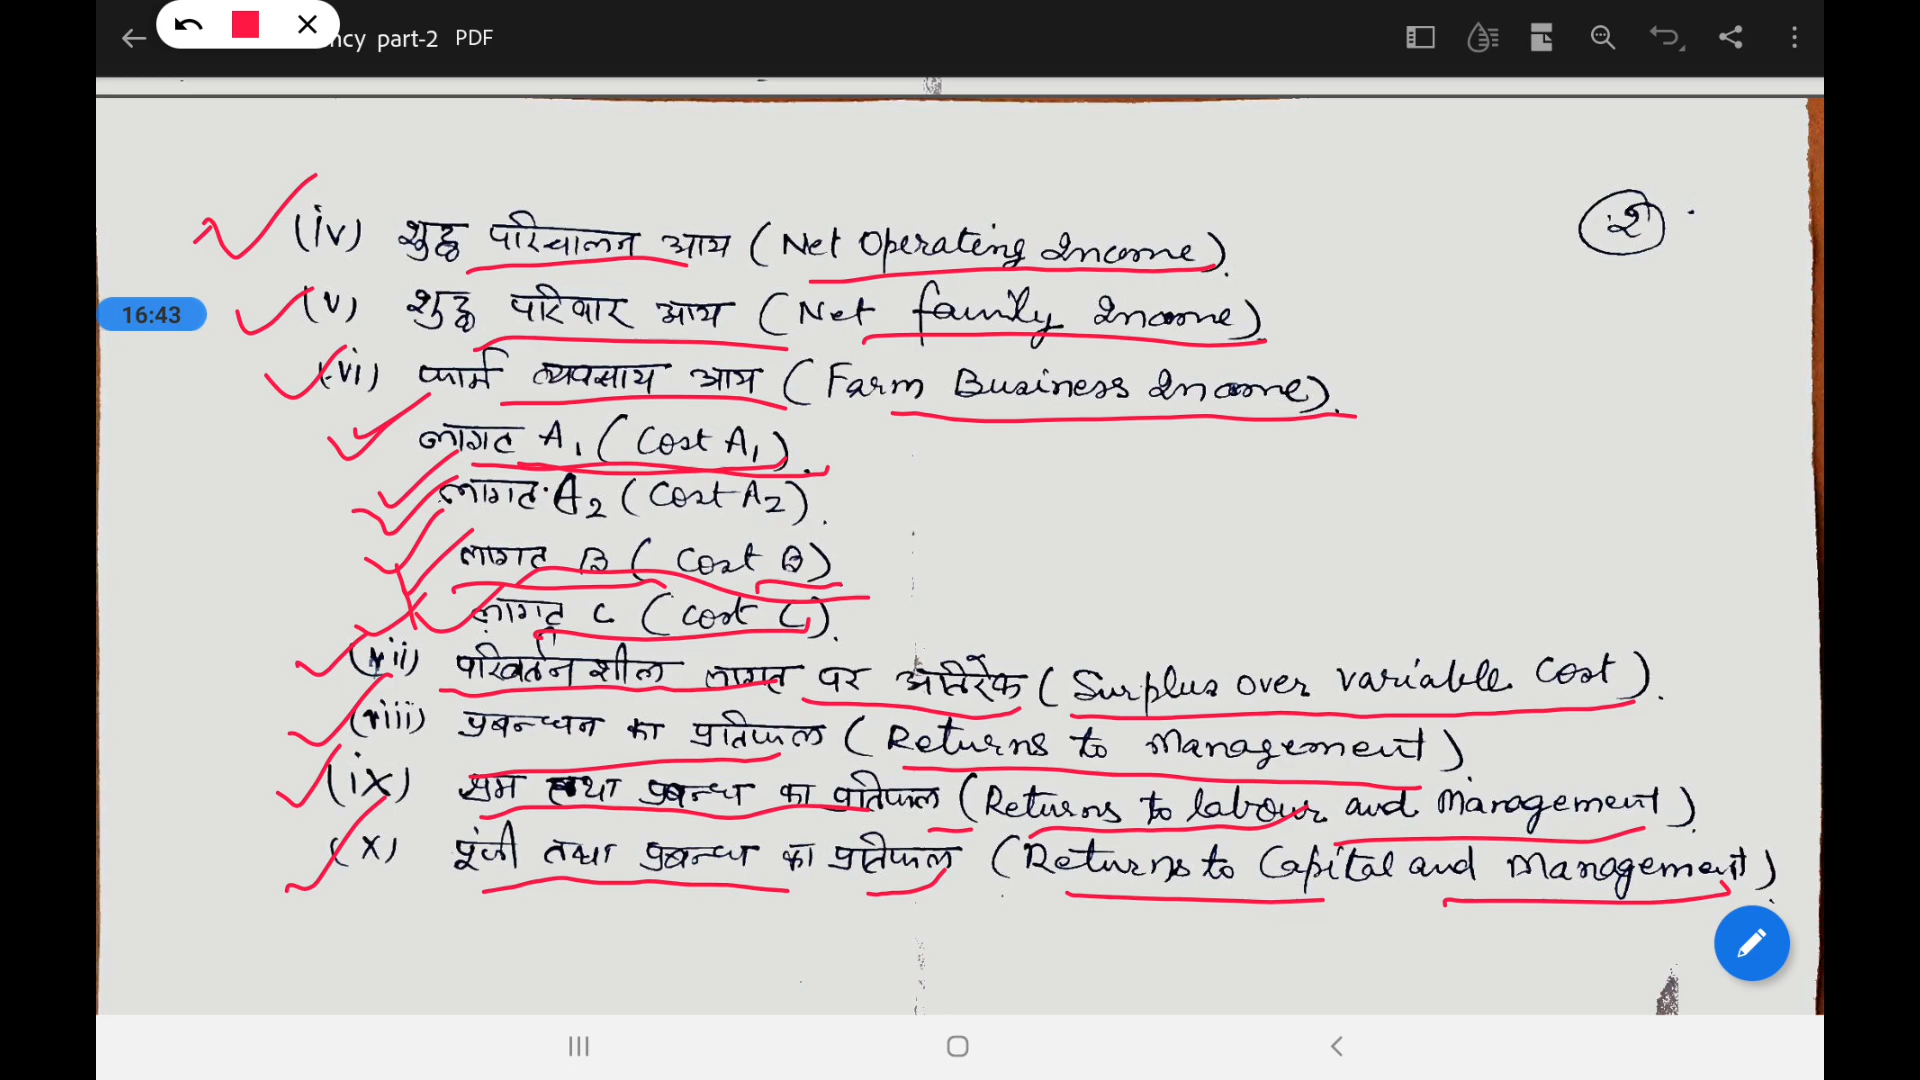 ncy part-2 PDF
(iv) शुद्ध परिचालन आय (Net Operating Income).
२
16:43
(v) शुद्ध परिवार आय (Net family Income)
(vi) फार्म व्यवसाय आय (Farm Business Income).
लागत A1 (Cost A1).
लागत A2 (Cost A2).
लागत B (Cost B)
लागत C (Cost C).
(vii) परिवर्तनशील लागत पर अतिरेक (Surplus over variable Cost).
(viii) प्रबन्धन का प्रतिफल (Returns to Management).
(ix) श्रम तथा प्रबन्ध का प्रतिफल (Returns to labour and Management).
(x) पूंजी तथा प्रबन्ध का प्रतिफल (Returns to Capital and Management).